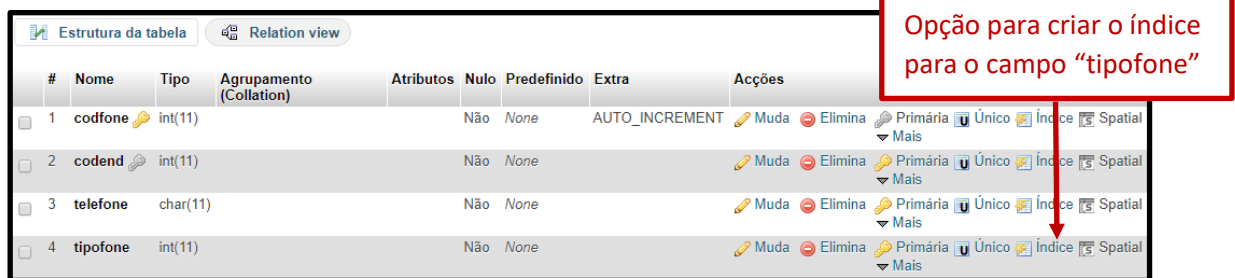 Opção para criar o índice
para o campo “tipofone”
Estrutura da tabela Relation view
# Nome Tipo Agrupamento (Collation) Atributos Nulo Predefinido Extra Acções
1 codfone int(11) Não None AUTO_INCREMENT Muda Elimina Primária Único Índice Spatial
Mais
2 codend int(11) Não None Muda Elimina Primária Único Índice Spatial
Mais
3 telefone char(11) Não None Muda Elimina Primária Único Índice Spatial
Mais
4 tipofone int(11) Não None Muda Elimina Primária Único Índice Spatial
Mais